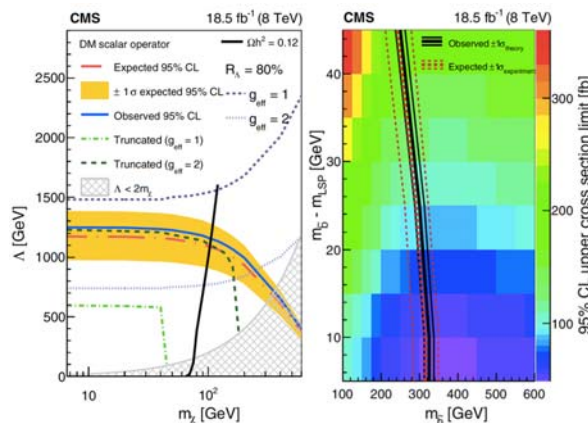 CMS 18.5 fb⁻¹ (8 TeV)
DM scalar operator
Expected 95% CL
± 1σ expected 95% CL
Observed 95% CL
Truncated (g_eff = 1)
Truncated (g_eff = 2)
Λ < 2m_χ
Ωh² = 0.12
R_Λ = 80%
g_eff = 1
g_eff = 2
Λ [GeV]
2500
2000
1500
1000
500
0
10
10²
m_χ [GeV]
CMS 18.5 fb⁻¹ (8 TeV)
Observed ±1σ_theory
Expected ±1σ_experiment
m_b̃ - m_LSP [GeV]
40
30
20
10
100 200 300 400 500 600
m_b̃ [GeV]
300
200
100
95% CL upper cross section limit [fb]